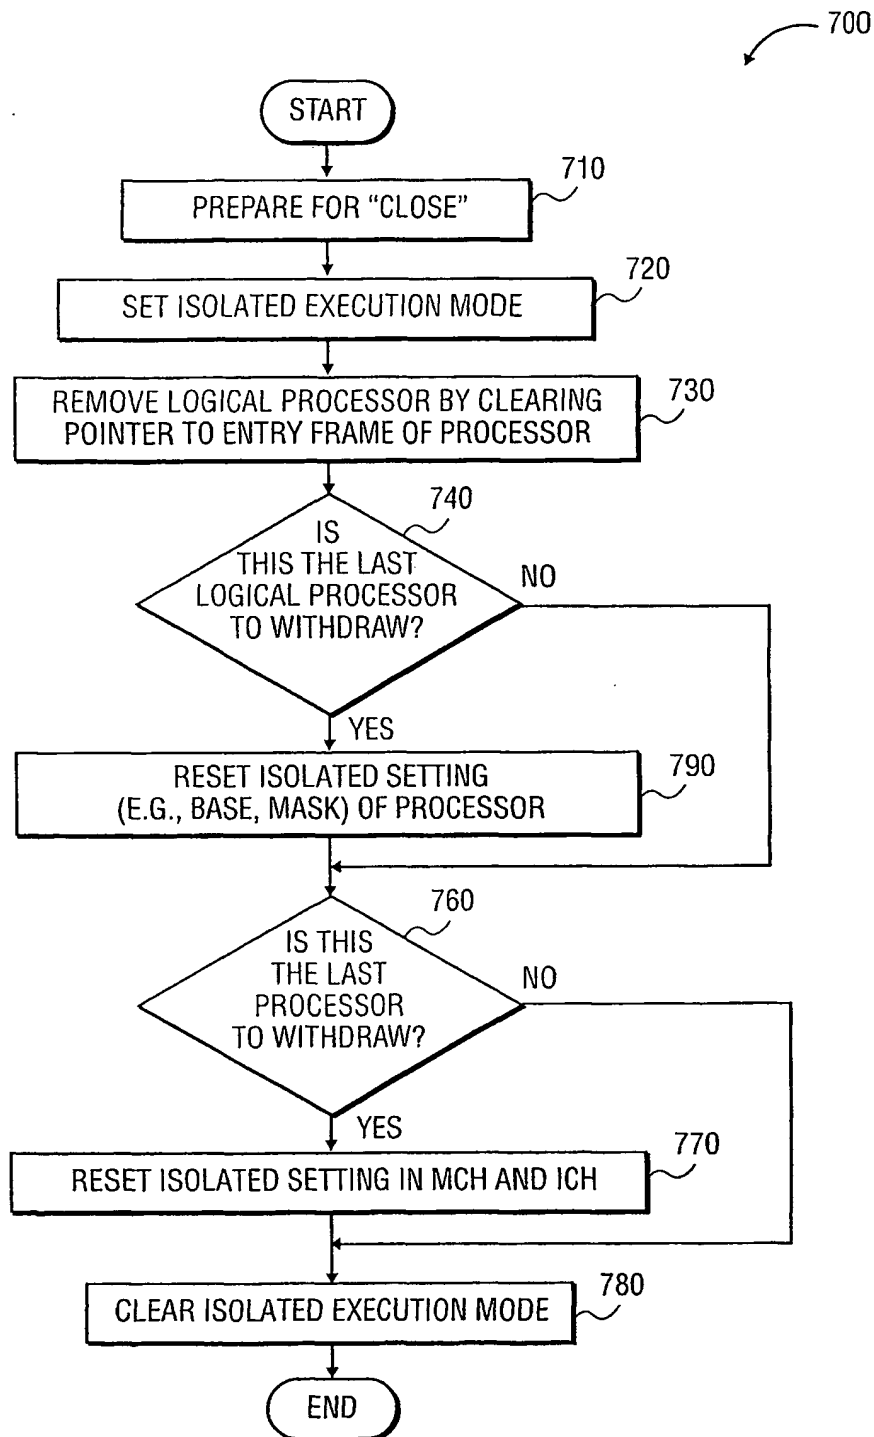 700
START
710
PREPARE FOR “CLOSE”
720
SET ISOLATED EXECUTION MODE
730
REMOVE LOGICAL PROCESSOR BY CLEARING
POINTER TO ENTRY FRAME OF PROCESSOR
740
IS
THIS THE LAST
LOGICAL PROCESSOR
TO WITHDRAW?
NO
YES
790
RESET ISOLATED SETTING
(E.G., BASE, MASK) OF PROCESSOR
760
IS THIS
THE LAST
PROCESSOR
TO WITHDRAW?
NO
YES
770
RESET ISOLATED SETTING IN MCH AND ICH
780
CLEAR ISOLATED EXECUTION MODE
END